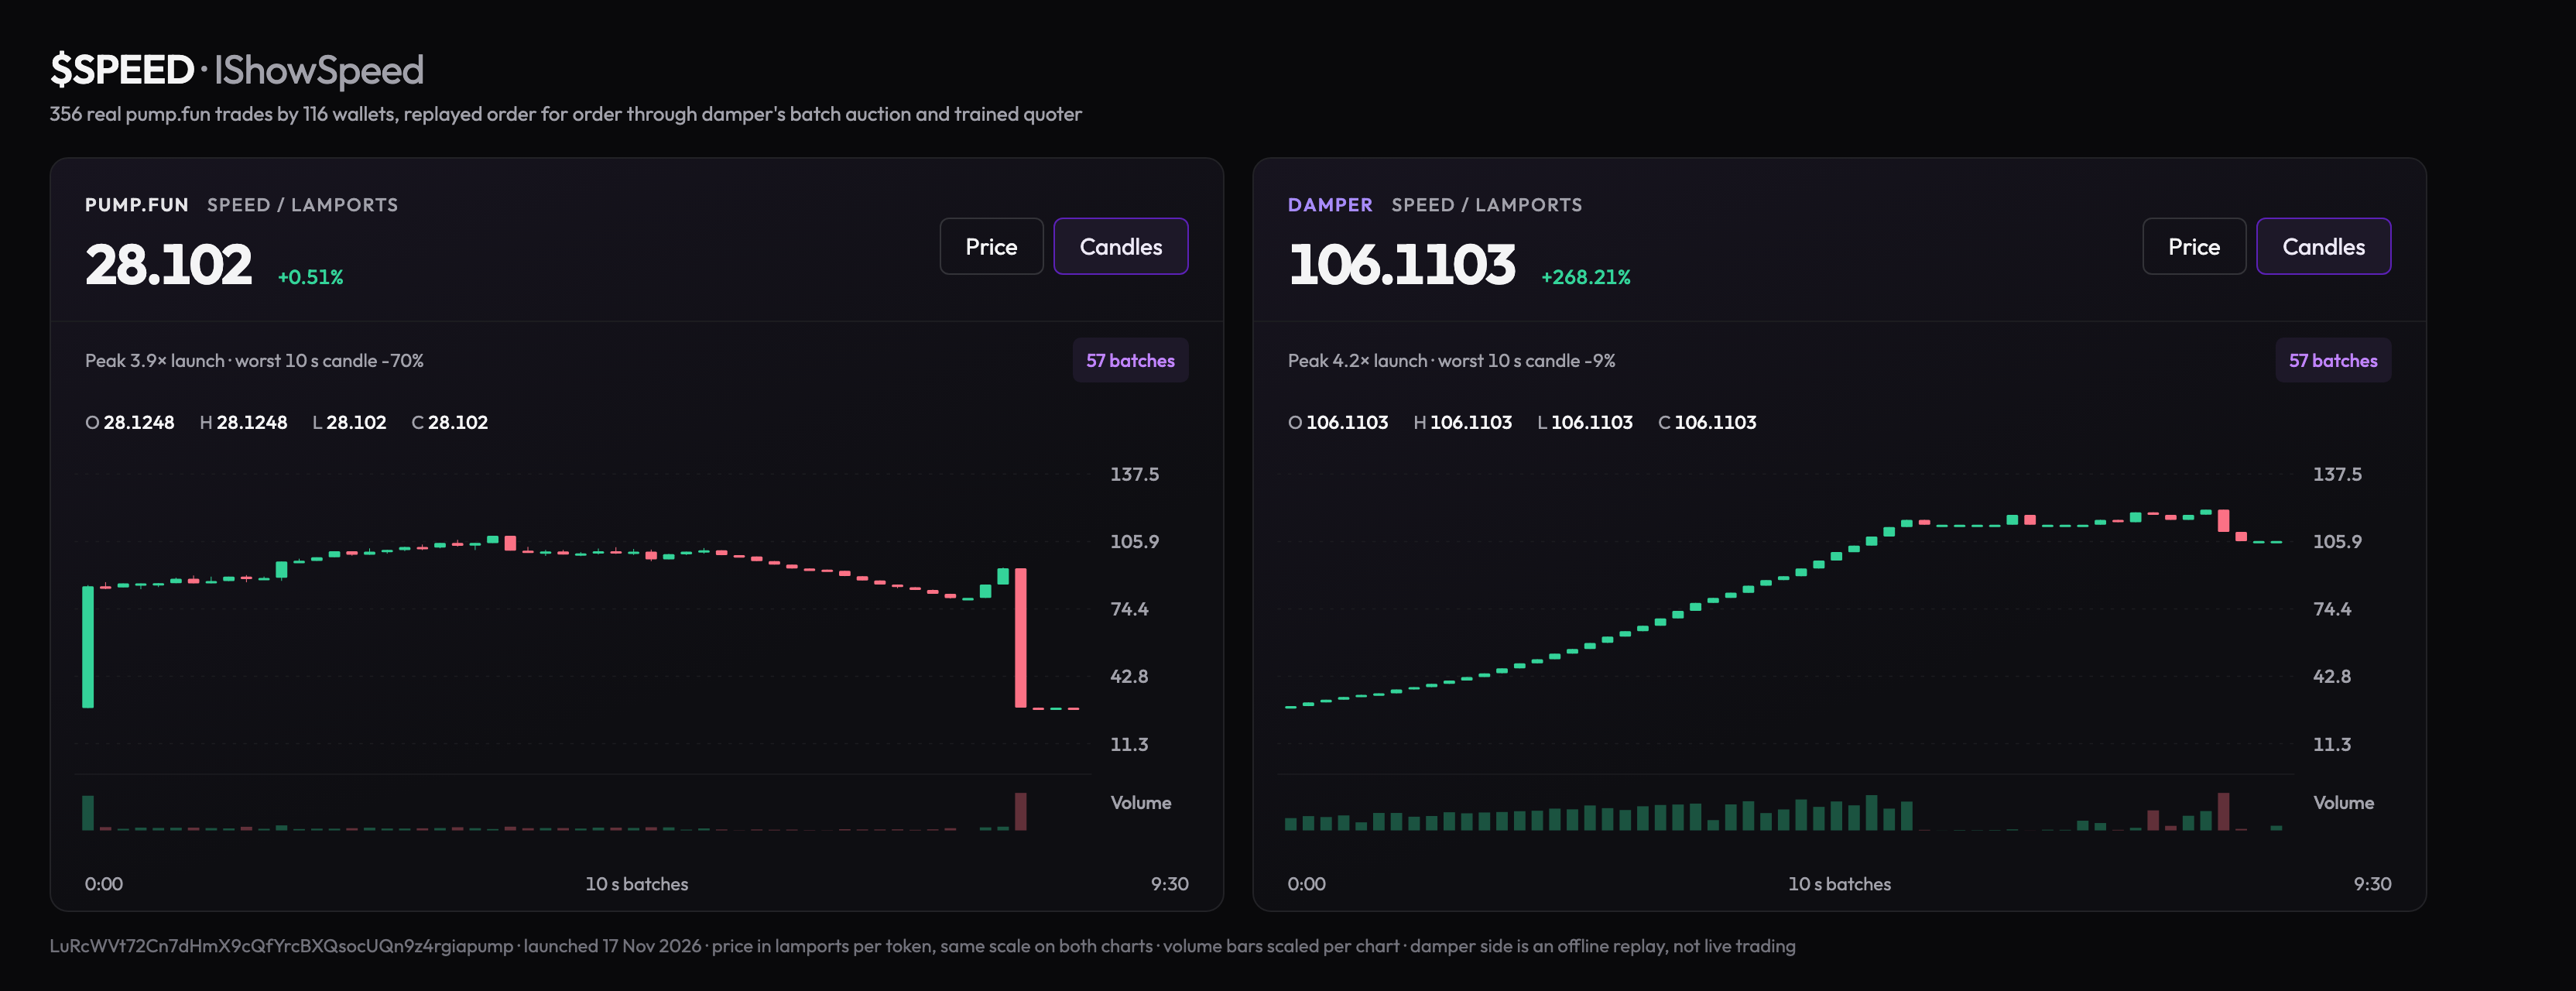 $SPEED · IShowSpeed
356 real pump.fun trades by 116 wallets, replayed order for order through damper's batch auction and trained quoter
PUMP.FUN SPEED / LAMPORTS
28.102 +0.51%
Price Candles
Peak 3.9× launch · worst 10 s candle -70%
57 batches
O 28.1248 H 28.1248 L 28.102 C 28.102
137.5
105.9
74.4
42.8
11.3
Volume
0:00 10 s batches 9:30
DAMPER SPEED / LAMPORTS
106.1103 +268.21%
Price Candles
Peak 4.2× launch · worst 10 s candle -9%
57 batches
O 106.1103 H 106.1103 L 106.1103 C 106.1103
137.5
105.9
74.4
42.8
11.3
Volume
0:00 10 s batches 9:30
LuRcWVt72Cn7dHmX9cQfYrcBXQsocUQn9z4rgiapump · launched 17 Nov 2026 · price in lamports per token, same scale on both charts · volume bars scaled per chart · damper side is an offline replay, not live trading